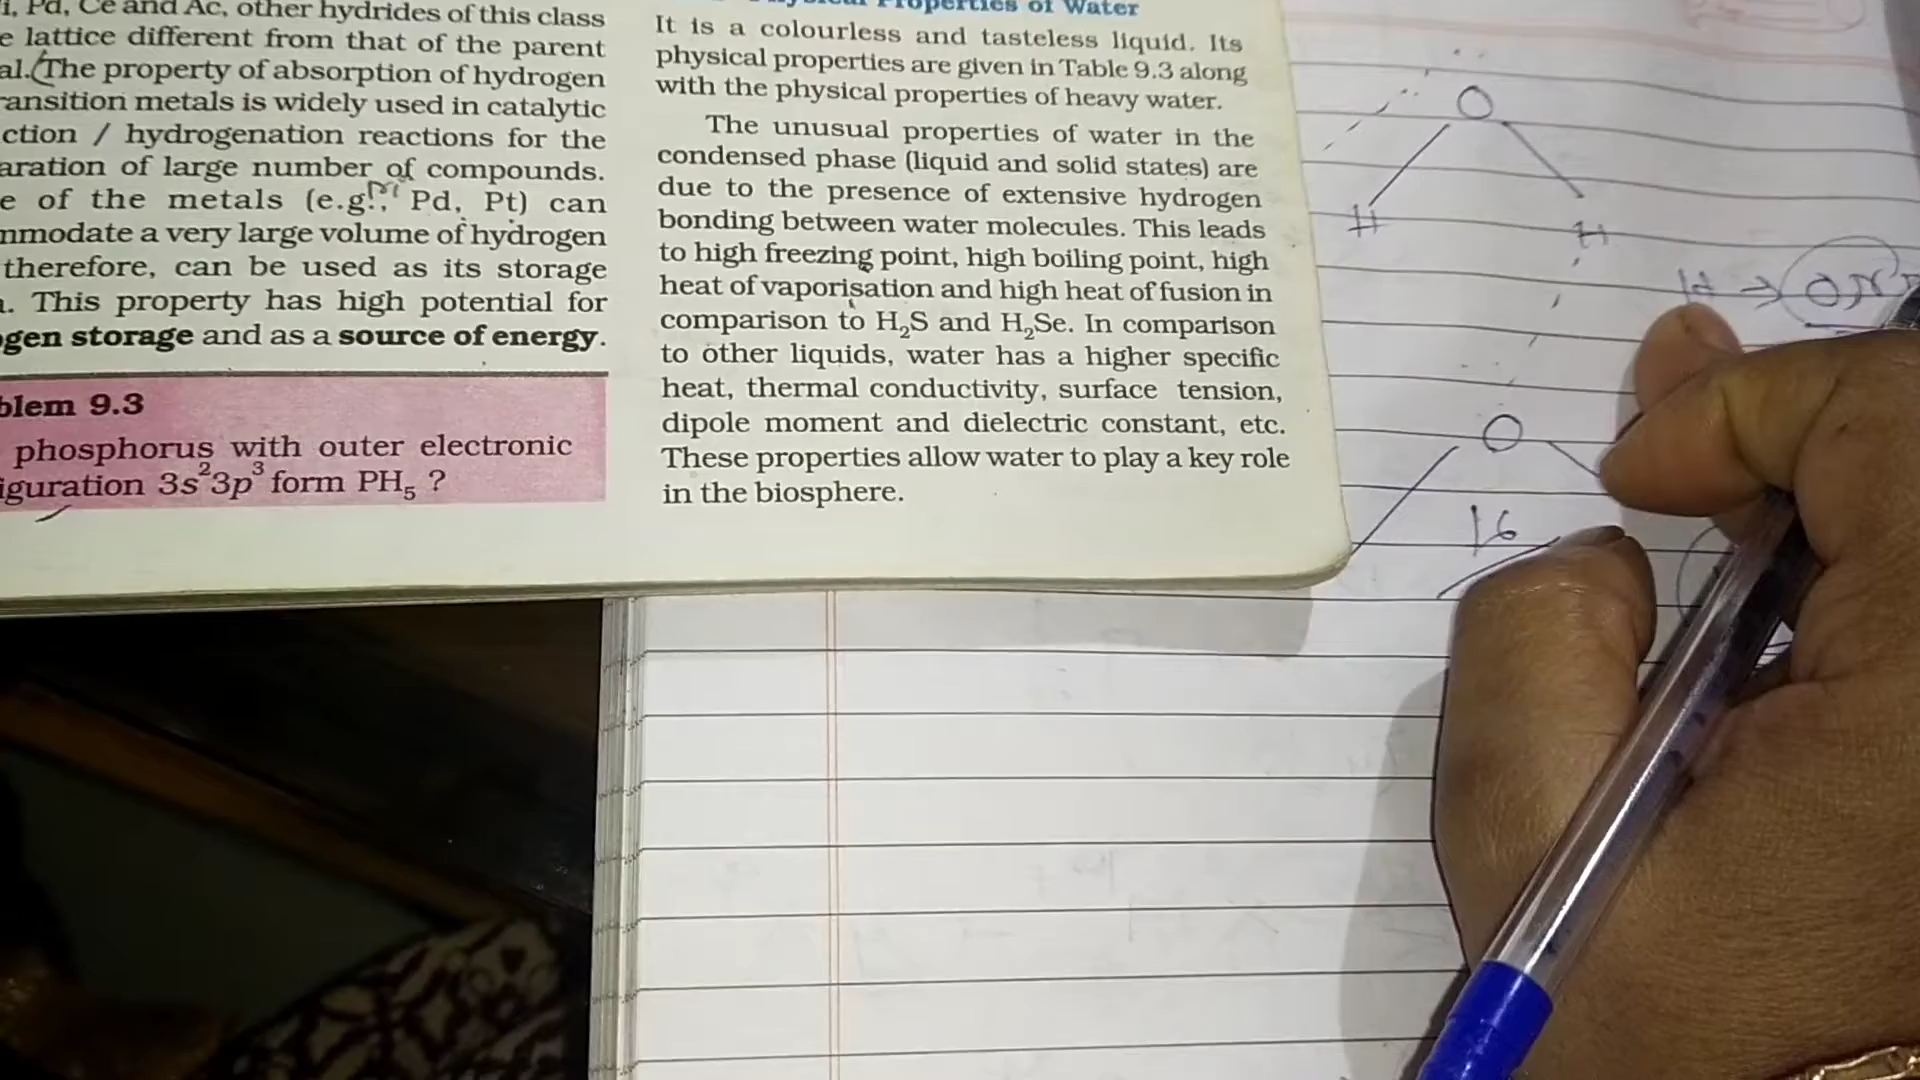 i, Pd, Ce and Ac, other hydrides of this class
e lattice different from that of the parent
al. (The property of absorption of hydrogen
ransition metals is widely used in catalytic
ction / hydrogenation reactions for the
aration of large number of compounds.
e of the metals (e.g., Pd, Pt) can
nmodate a very large volume of hydrogen
therefore, can be used as its storage
. This property has high potential for
gen storage and as a source of energy.
blem 9.3
phosphorus with outer electronic
iguration 3s²3p³ form PH₅ ?
Physical Properties of Water
It is a colourless and tasteless liquid. Its
physical properties are given in Table 9.3 along
with the physical properties of heavy water.
The unusual properties of water in the
condensed phase (liquid and solid states) are
due to the presence of extensive hydrogen
bonding between water molecules. This leads
to high freezing point, high boiling point, high
heat of vaporisation and high heat of fusion in
comparison to H₂S and H₂Se. In comparison
to other liquids, water has a higher specific
heat, thermal conductivity, surface tension,
dipole moment and dielectric constant, etc.
These properties allow water to play a key role
in the biosphere.
O
H
H
H →
O
16